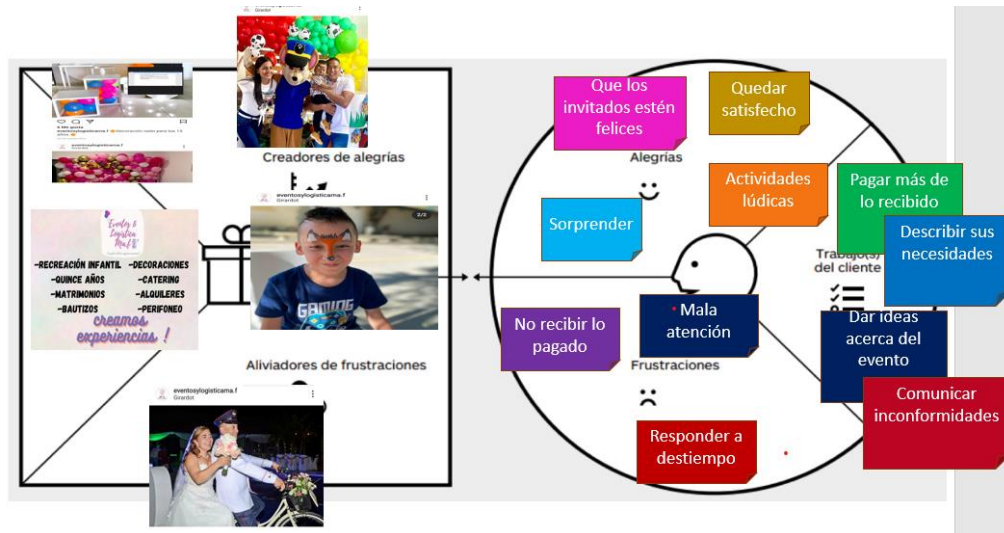 eventosylogisticama.f
Creadores de alegrías
eventosylogisticama.f
Girardot
2/2
GAMING
Eventos &
Logística
Ma.f
-RECREACIÓN INFANTIL
-QUINCE AÑOS
-MATRIMONIOS
-BAUTIZOS
-DECORACIONES
-CATERING
-ALQUILERES
-PERIFONEO
creamos
experiencias !
Aliviadores de frustraciones
eventosylogisticama.f
Girardot
Que los
invitados estén
felices
Quedar
satisfecho
Alegrías
Sorprender
Actividades
lúdicas
Pagar más de
lo recibido
Describir sus
necesidades
Trabajo(s)
del cliente
Dar ideas
acerca del
evento
Comunicar
inconformidades
No recibir lo
pagado
Mala
atención
Frustraciones
Responder a
destiempo